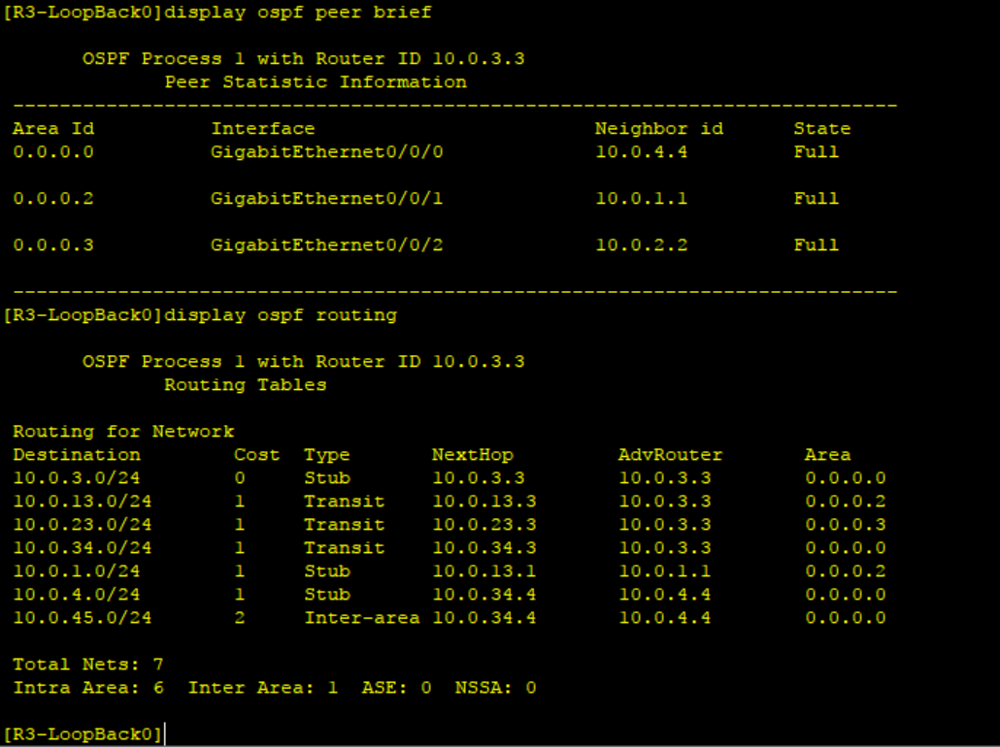 [R3-LoopBack0]display ospf peer brief
OSPF Process 1 with Router ID 10.0.3.3
Peer Statistic Information
----------------------------------------------------------------------------
Area Id Interface Neighbor id State
0.0.0.0 GigabitEthernet0/0/0 10.0.4.4 Full
0.0.0.2 GigabitEthernet0/0/1 10.0.1.1 Full
0.0.0.3 GigabitEthernet0/0/2 10.0.2.2 Full
----------------------------------------------------------------------------
[R3-LoopBack0]display ospf routing
OSPF Process 1 with Router ID 10.0.3.3
Routing Tables
Routing for Network
Destination Cost Type NextHop AdvRouter Area
10.0.3.0/24 0 Stub 10.0.3.3 10.0.3.3 0.0.0.0
10.0.13.0/24 1 Transit 10.0.13.3 10.0.3.3 0.0.0.2
10.0.23.0/24 1 Transit 10.0.23.3 10.0.3.3 0.0.0.3
10.0.34.0/24 1 Transit 10.0.34.3 10.0.3.3 0.0.0.0
10.0.1.0/24 1 Stub 10.0.13.1 10.0.1.1 0.0.0.2
10.0.4.0/24 1 Stub 10.0.34.4 10.0.4.4 0.0.0.0
10.0.45.0/24 2 Inter-area 10.0.34.4 10.0.4.4 0.0.0.0
Total Nets: 7
Intra Area: 6 Inter Area: 1 ASE: 0 NSSA: 0
[R3-LoopBack0]